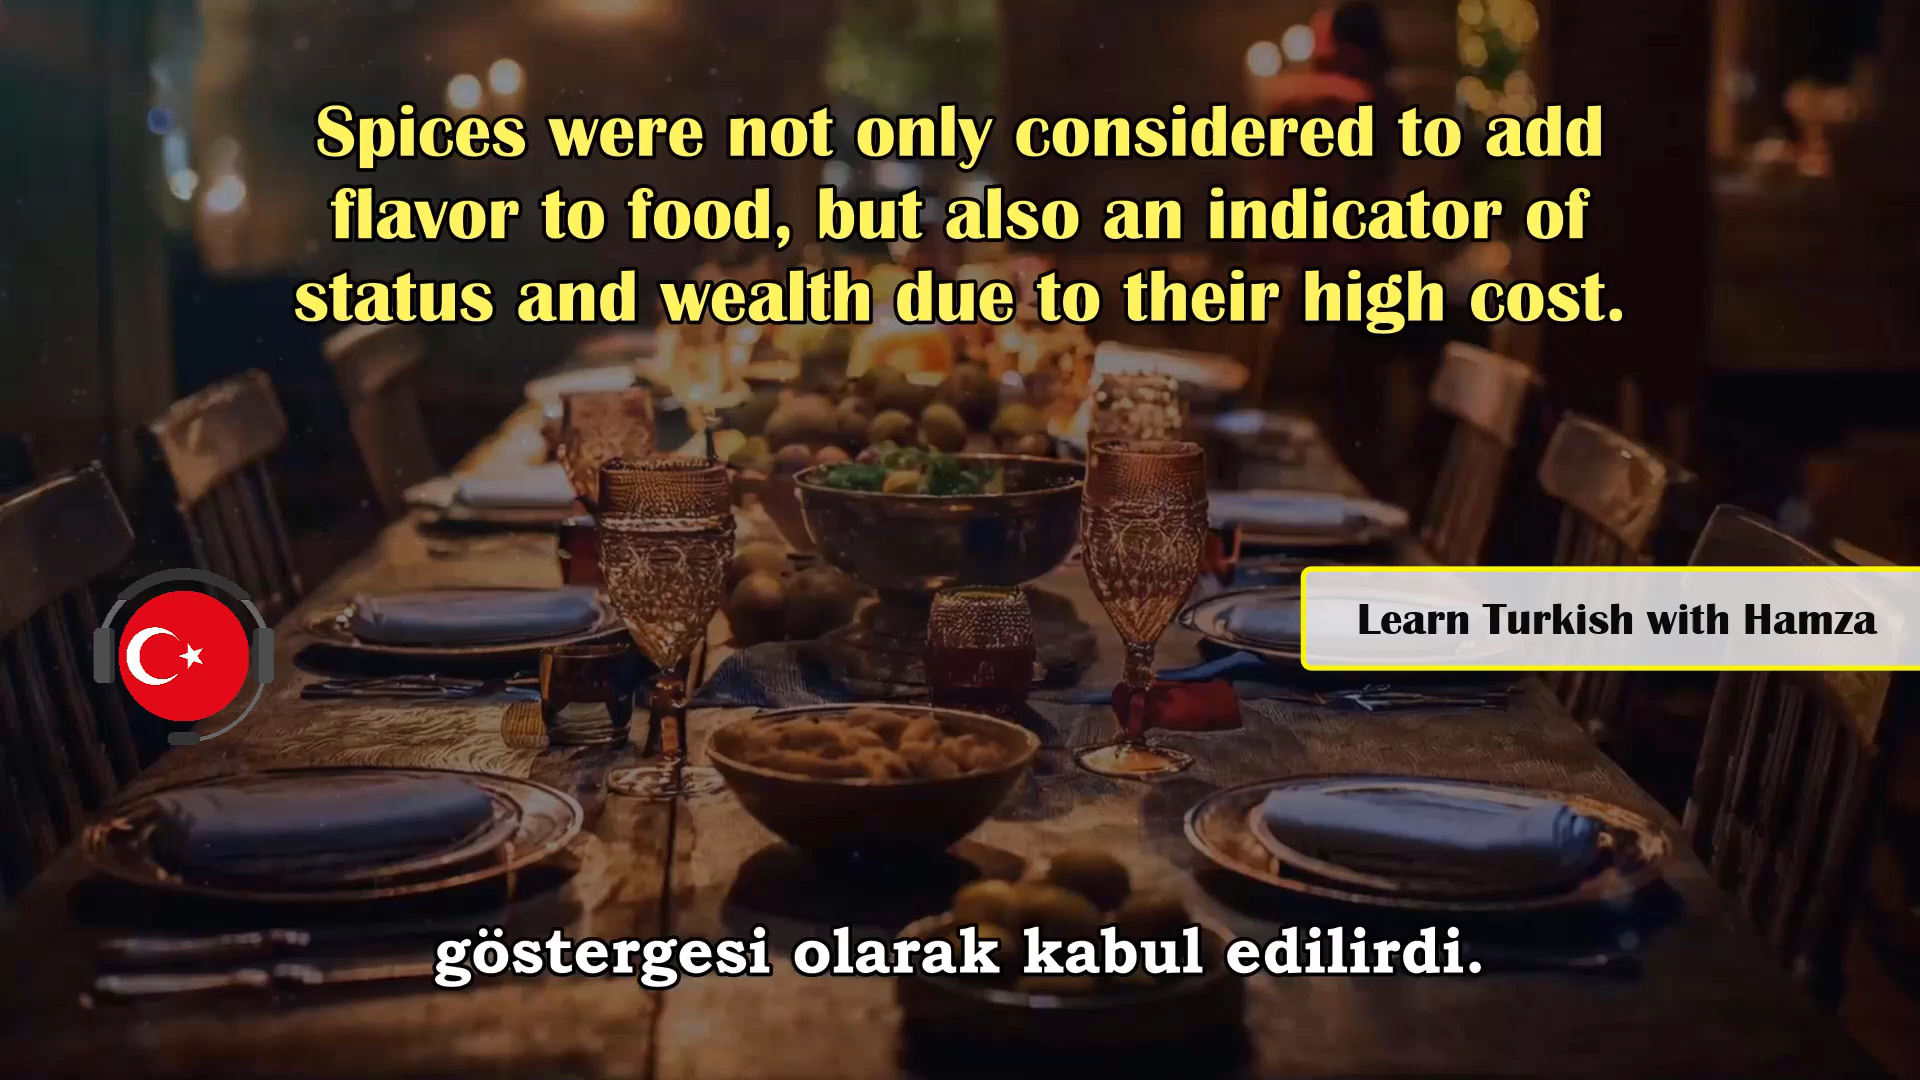 Spices were not only considered to add
flavor to food, but also an indicator of
status and wealth due to their high cost.
Learn Turkish with Hamza
göstergesi olarak kabul edilirdi.